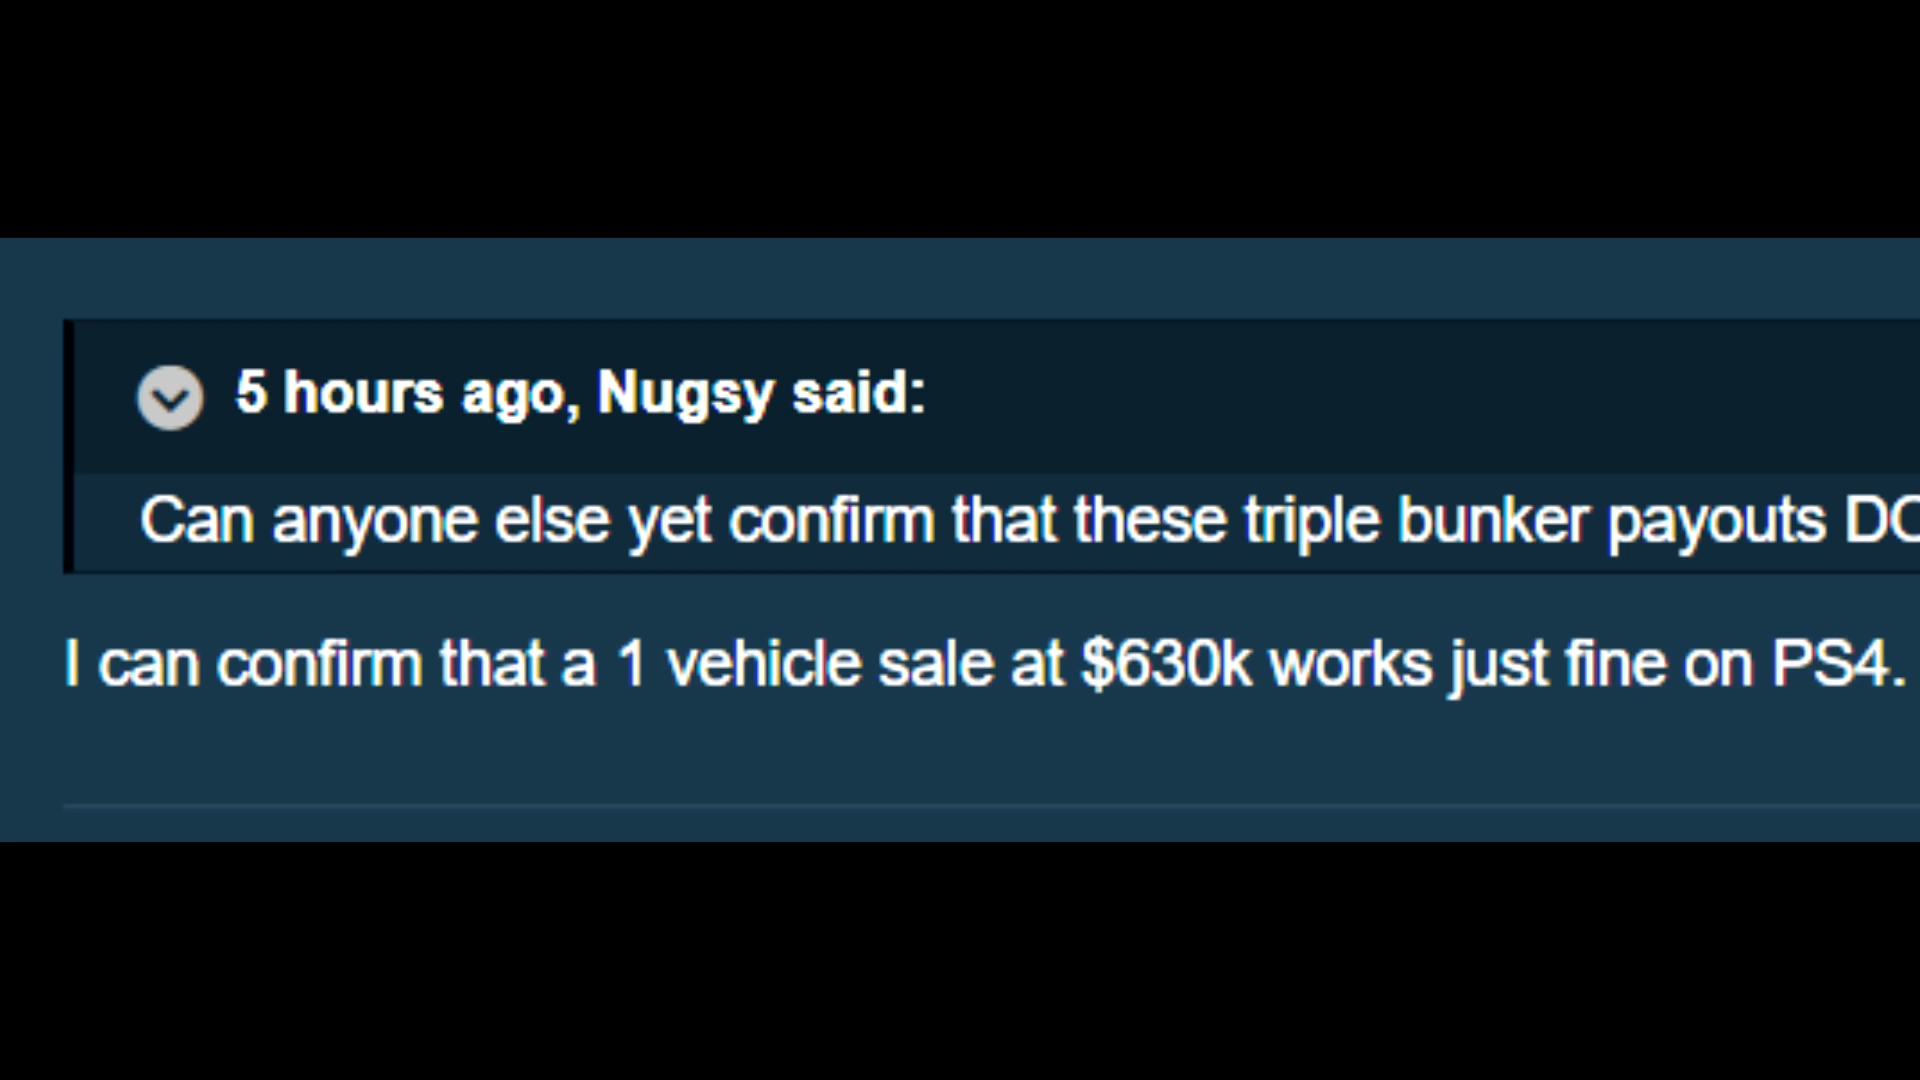 5 hours ago, Nugsy said:
Can anyone else yet confirm that these triple bunker payouts
I can confirm that a 1 vehicle sale at $630k works just fine on PS4.